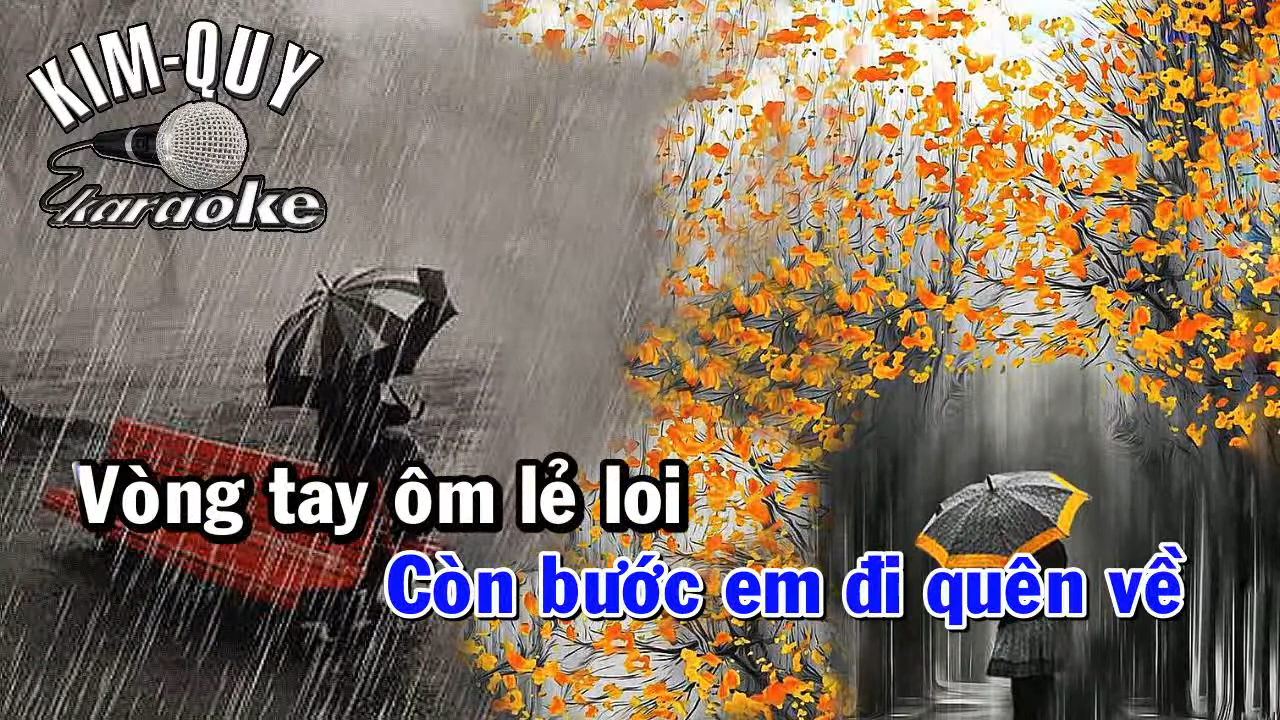 KIM-QUY
karaoke
Vòng tay ôm lẻ loi
Còn bước em đi quên về